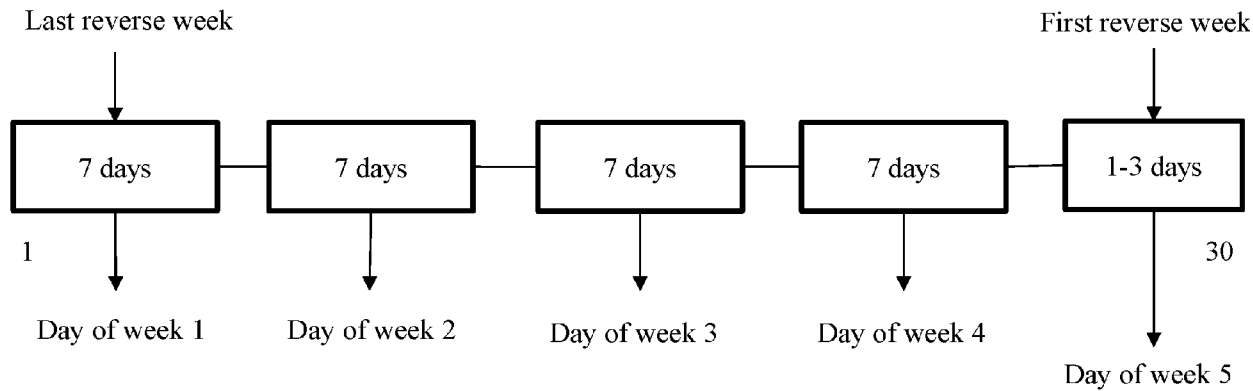 Last reverse week
First reverse week
7 days
7 days
7 days
7 days
1-3 days
1
30
Day of week 1
Day of week 2
Day of week 3
Day of week 4
Day of week 5